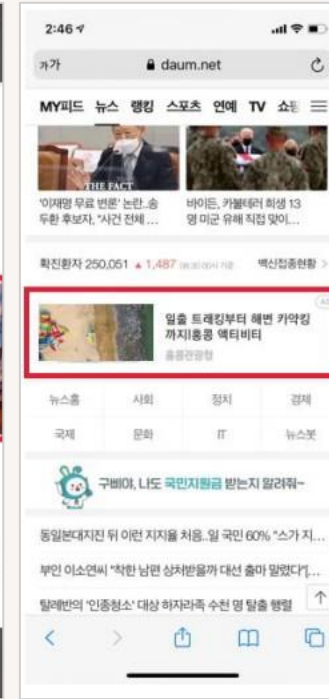 2:46
가가 daum.net
MY피드 뉴스 랭킹 스포츠 연예 TV 쇼핑
THE FACT
'이재명 무료 변론' 논란..송
두환 후보자, "사건 전체 ...
바이든, 카불테러 희생 13
명 미군 유해 직접 맞이...
확진환자 250,051 ▲ 1,487 백신접종현황 >
일출 트래킹부터 해변 카약킹
까지!홍콩 액티비티
홍콩관광청
뉴스홈 사회 정치 경제
국제 문화 IT 뉴스봇
구삐야, 나도 국민지원금 받는지 알려줘~
동일본대지진 뒤 이런 지지율 처음..일 국민 60% "스가 지...
부인 이소연씨 "착한 남편 상처받을까 대선 출마 말렸다"[...
탈레반의 '인종청소' 대상 하자라족 수천 명 탈출 행렬